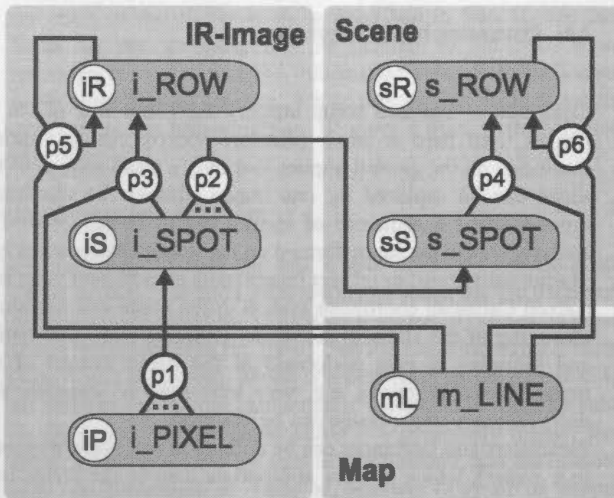 IR-Image
Scene
iR i_ROW
sR s_ROW
p5
p3
p2
p4
p6
iS i_SPOT
sS s_SPOT
p1
mL m_LINE
iP i_PIXEL
Map